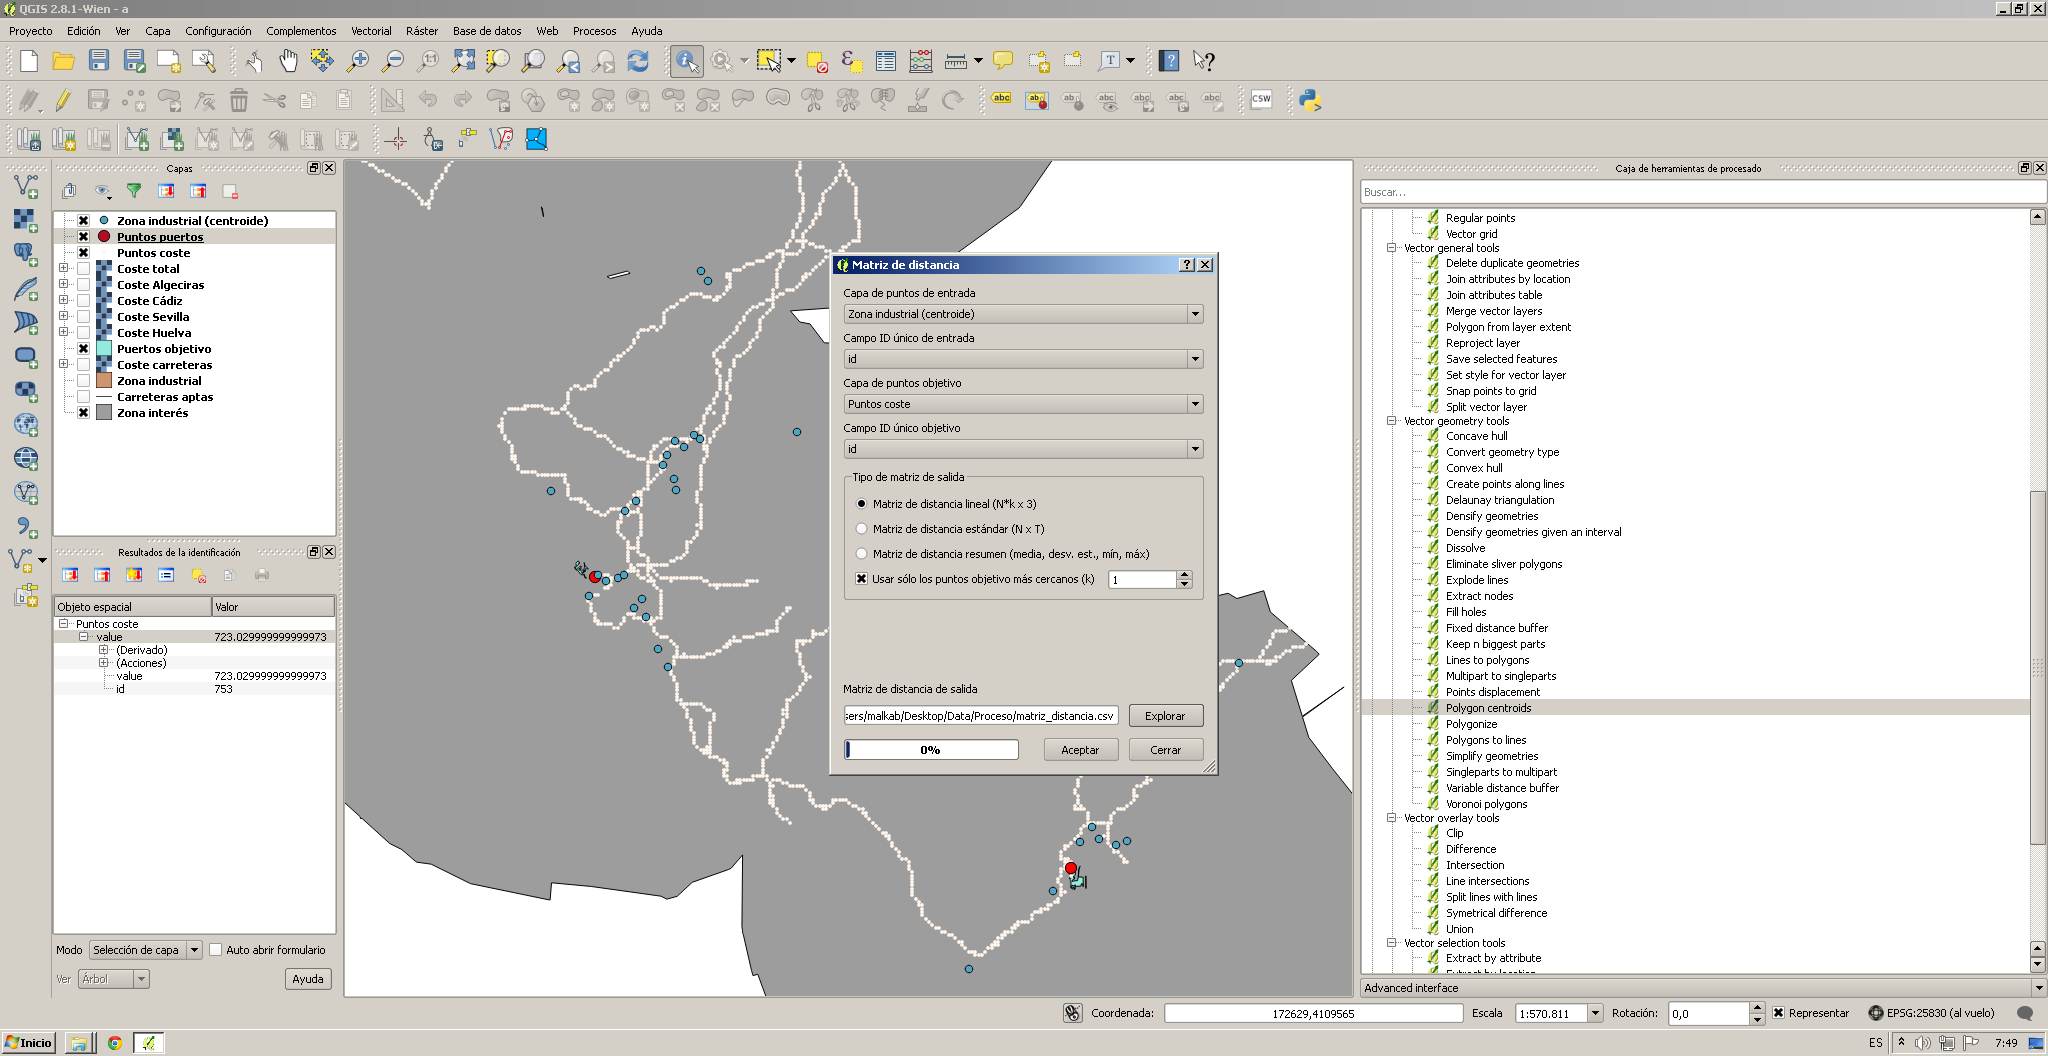 QGIS 2.8.1-Wien - a
Proyecto Edición Ver Capa Configuración Complementos Vectorial Ráster Base de datos Web Procesos Ayuda
Capas
Zona industrial (centroide)
Puntos puertos
Puntos coste
Coste total
Coste Algeciras
Coste Cádiz
Coste Sevilla
Coste Huelva
Puertos objetivo
Coste carreteras
Zona industrial
Carreteras aptas
Zona interés
Resultados de la identificación
Objeto espacial Valor
Puntos coste
value 723.029999999999973
(Derivado)
(Acciones)
value 723.029999999999973
id 753
Modo Selección de capa Auto abrir formulario
Ver Árbol Ayuda
Matriz de distancia
Capa de puntos de entrada
Zona industrial (centroide)
Campo ID único de entrada
id
Capa de puntos objetivo
Puntos coste
Campo ID único objetivo
id
Tipo de matriz de salida
Matriz de distancia lineal (N*k x 3)
Matriz de distancia estándar (N x T)
Matriz de distancia resumen (media, desv. est., mín, máx)
Usar sólo los puntos objetivo más cercanos (k) 1
Matriz de distancia de salida
sers/malkab/Desktop/Data/Proceso/matriz_distancia.csv Explorar
0% Aceptar Cerrar
Caja de herramientas de procesado
Buscar...
Regular points
Vector grid
Vector general tools
Delete duplicate geometries
Join attributes by location
Join attributes table
Merge vector layers
Polygon from layer extent
Reproject layer
Save selected features
Set style for vector layer
Snap points to grid
Split vector layer
Vector geometry tools
Concave hull
Convert geometry type
Convex hull
Create points along lines
Delaunay triangulation
Densify geometries
Densify geometries given an interval
Dissolve
Eliminate sliver polygons
Explode lines
Extract nodes
Fill holes
Fixed distance buffer
Keep n biggest parts
Lines to polygons
Multipart to singleparts
Points displacement
Polygon centroids
Polygonize
Polygons to lines
Simplify geometries
Singleparts to multipart
Variable distance buffer
Voronoi polygons
Vector overlay tools
Clip
Difference
Intersection
Line intersections
Split lines with lines
Symetrical difference
Union
Vector selection tools
Extract by attribute
Extract by location
Advanced interface
Coordenada: 172629,4109565 Escala 1:570.811 Rotación: 0,0 Representar EPSG:25830 (al vuelo)
Inicio ES 7:49